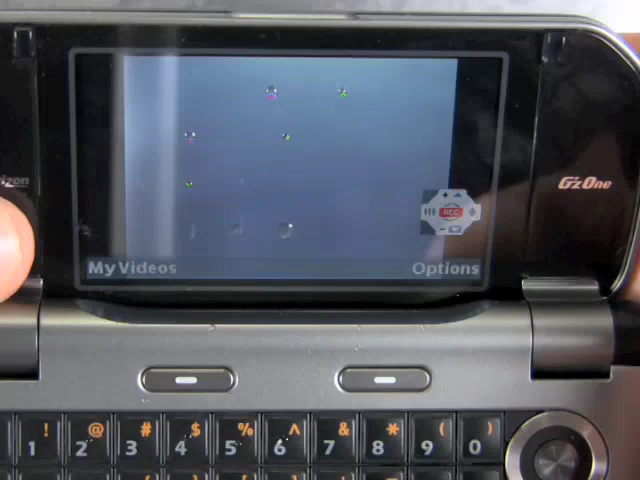 G'zOne
REC
My Videos
Options
! @ # $ % ^ & * ( )
1 2 3 4 5 6 7 8 9 0